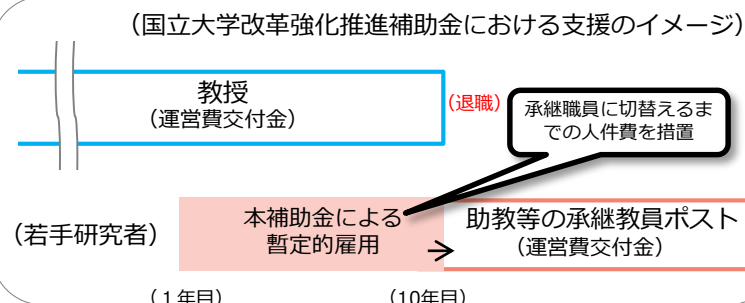 （国立大学改革強化推進補助金における支援のイメージ）
教授
（運営費交付金）
（退職）
承継職員に切替えるま
での人件費を措置
（若手研究者）
本補助金による
暫定的雇用
助教等の承継教員ポスト
（運営費交付金）
（１年目）
（10年目）